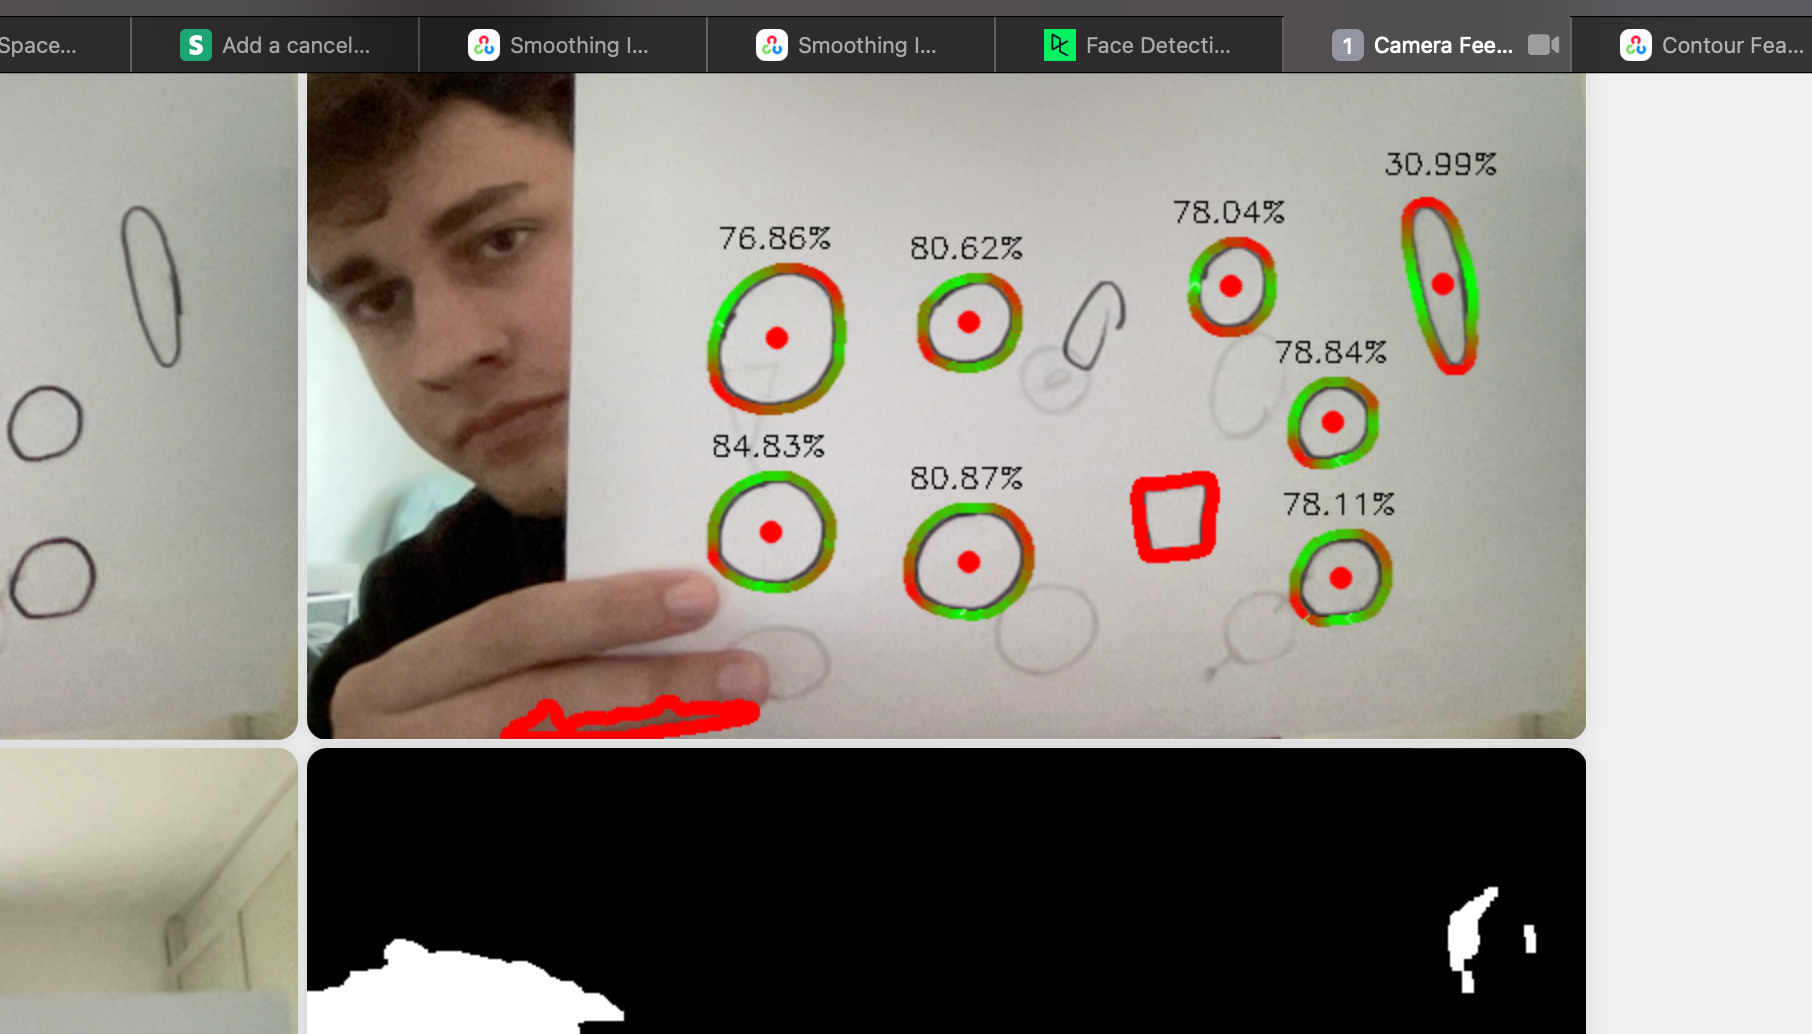 Space...
Add a cancel...
Smoothing I...
Smoothing I...
Face Detecti...
1 Camera Fee...
Contour Fea...
30.99%
78.04%
76.86%
80.62%
78.84%
84.83%
80.87%
78.11%